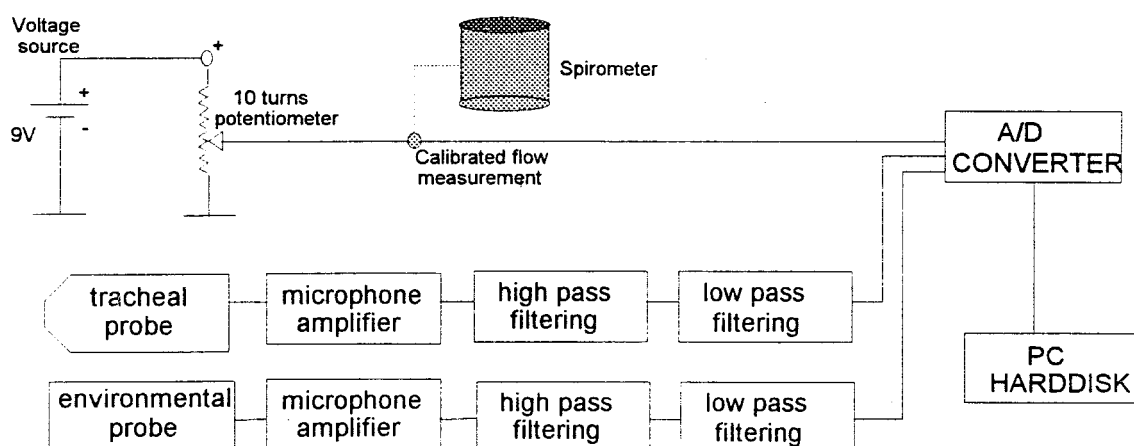 Voltage
source
+
+
-
9V
10 turns
potentiometer
Spirometer
Calibrated flow
measurement
A/D
CONVERTER
tracheal
probe
microphone
amplifier
high pass
filtering
low pass
filtering
PC
HARDDISK
environmental
probe
microphone
amplifier
high pass
filtering
low pass
filtering